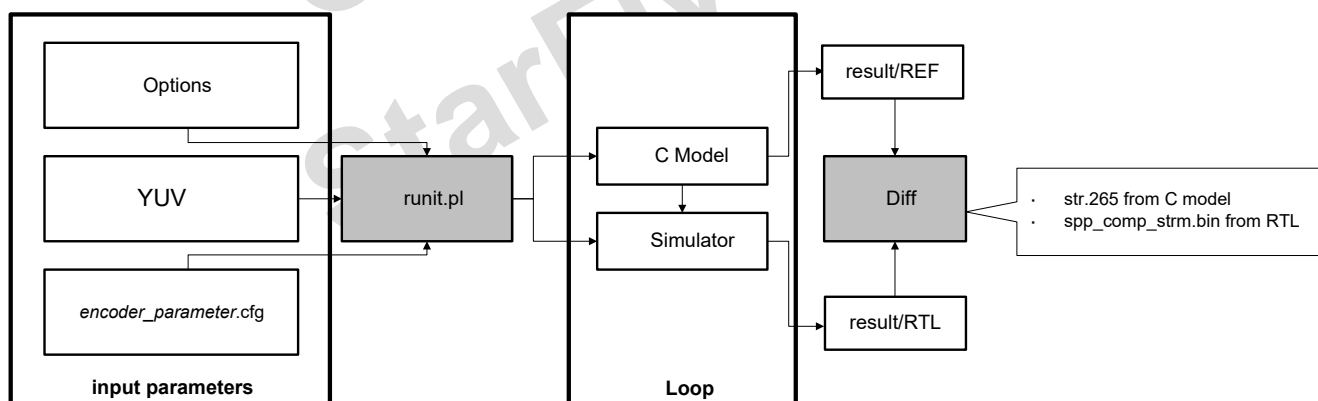 Options
YUV
encoder_parameter.cfg
input parameters
runit.pl
C Model
Simulator
Loop
result/REF
Diff
result/RTL
· str.265 from C model
· spp_comp_strm.bin from RTL